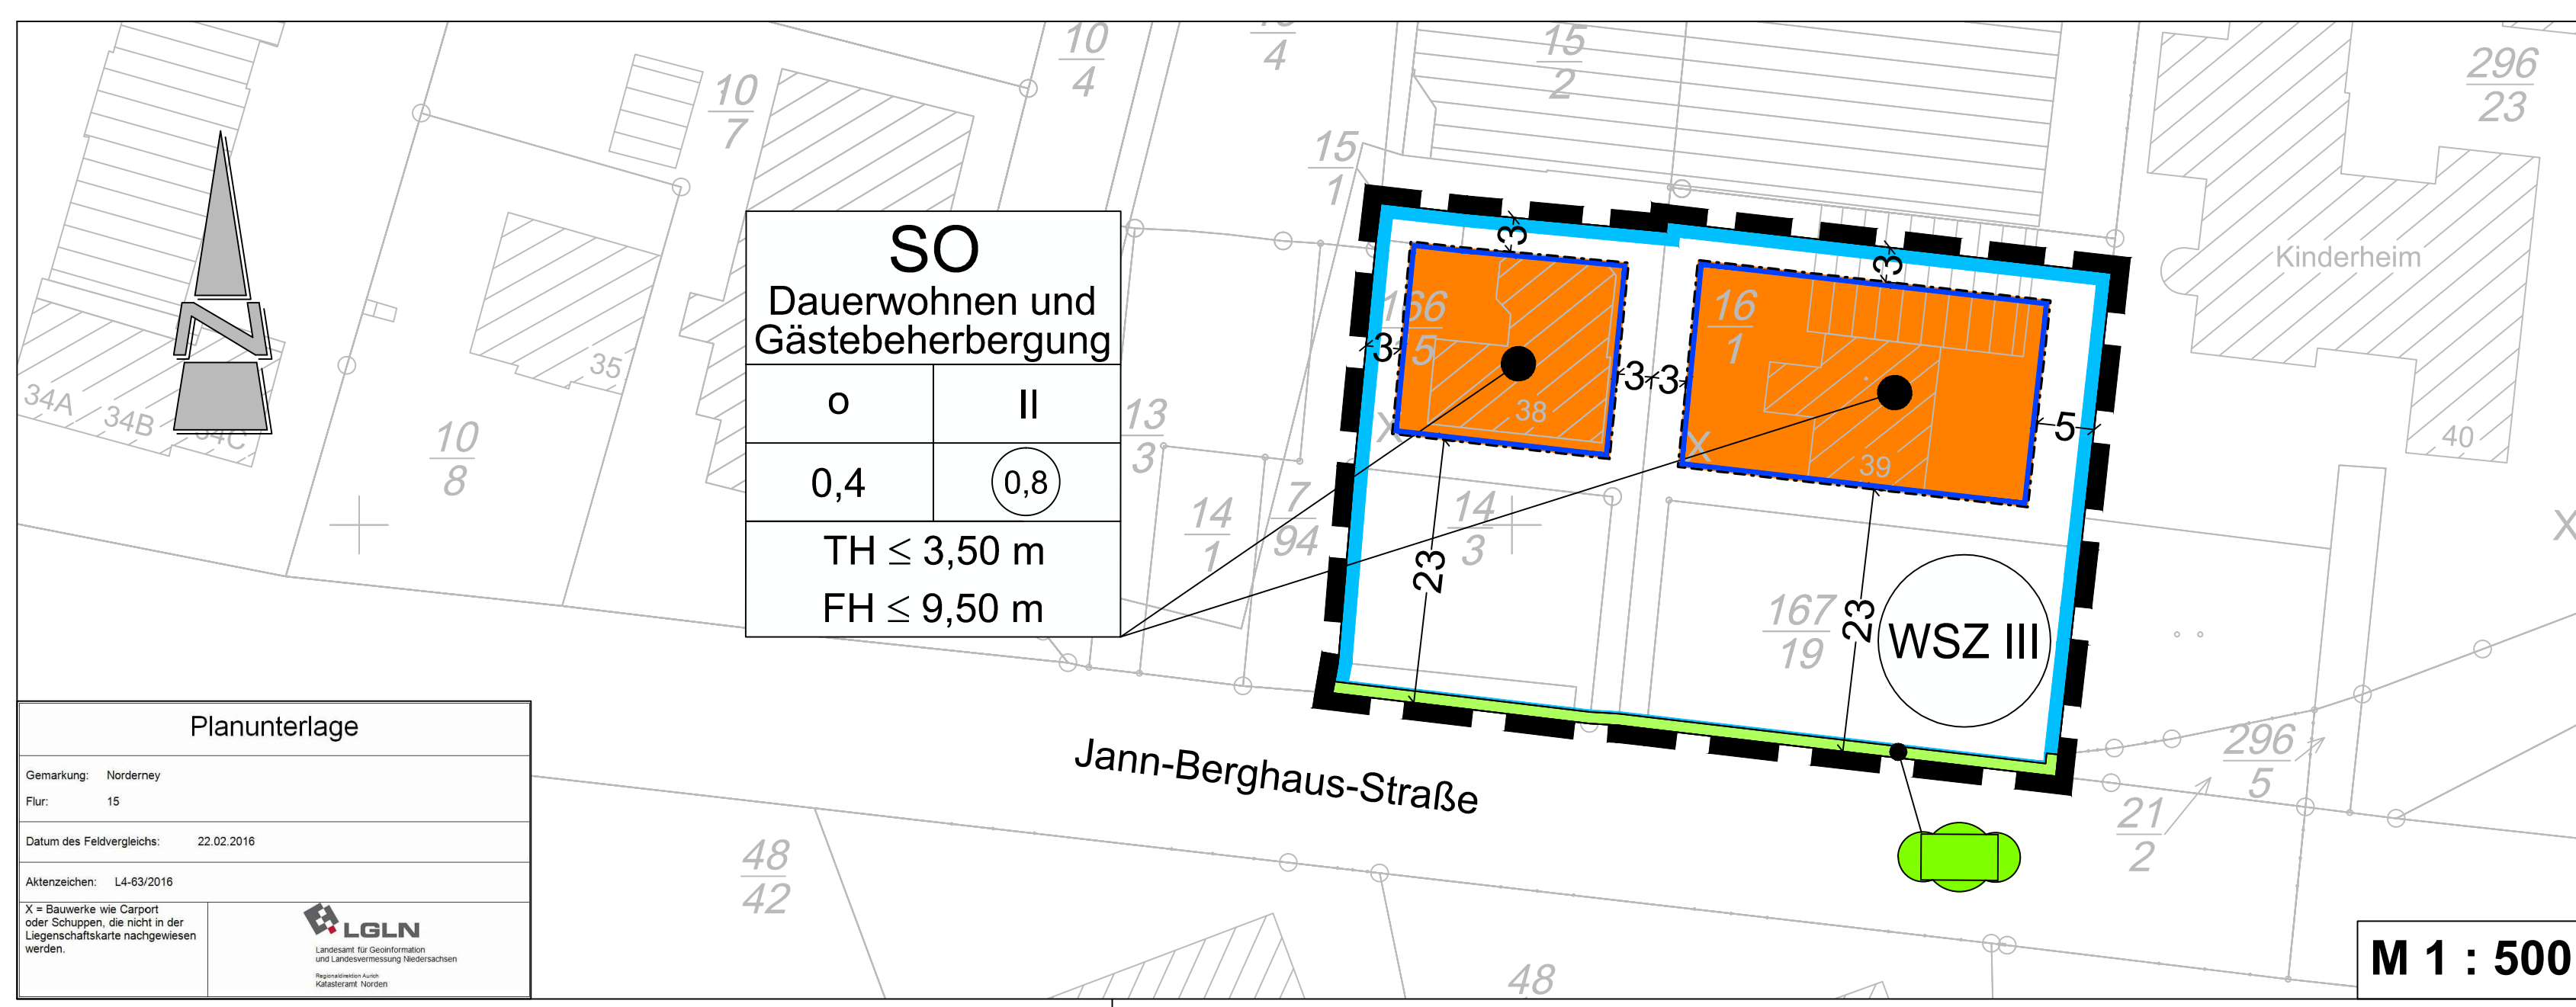 10
4
4
15
2
296
23
10
7
15
1
SO
Dauerwohnen und
Gästebeherbergung
o
II
0,4
0,8
TH ≤ 3,50 m
FH ≤ 9,50 m
3
3
Kinderheim
166
15
16
1
3
3
3
5
38
39
40
X
X
X
35
34A
34B
34C
10
8
13
3
14
1
7
94
14
3
23
23
167
19
WSZ III
N
Jann-Berghaus-Straße
296
5
21
2
48
42
48
Planunterlage
Gemarkung: Norderney
Flur: 15
Datum des Feldvergleichs: 22.02.2016
Aktenzeichen: L4-63/2016
X = Bauwerke wie Carport
oder Schuppen, die nicht in der
Liegenschaftskarte nachgewiesen
werden.
LGLN
Landesamt für Geoinformation
und Landesvermessung Niedersachsen
Regionaldirektion Aurich
Katasteramt Norden
M 1 : 500